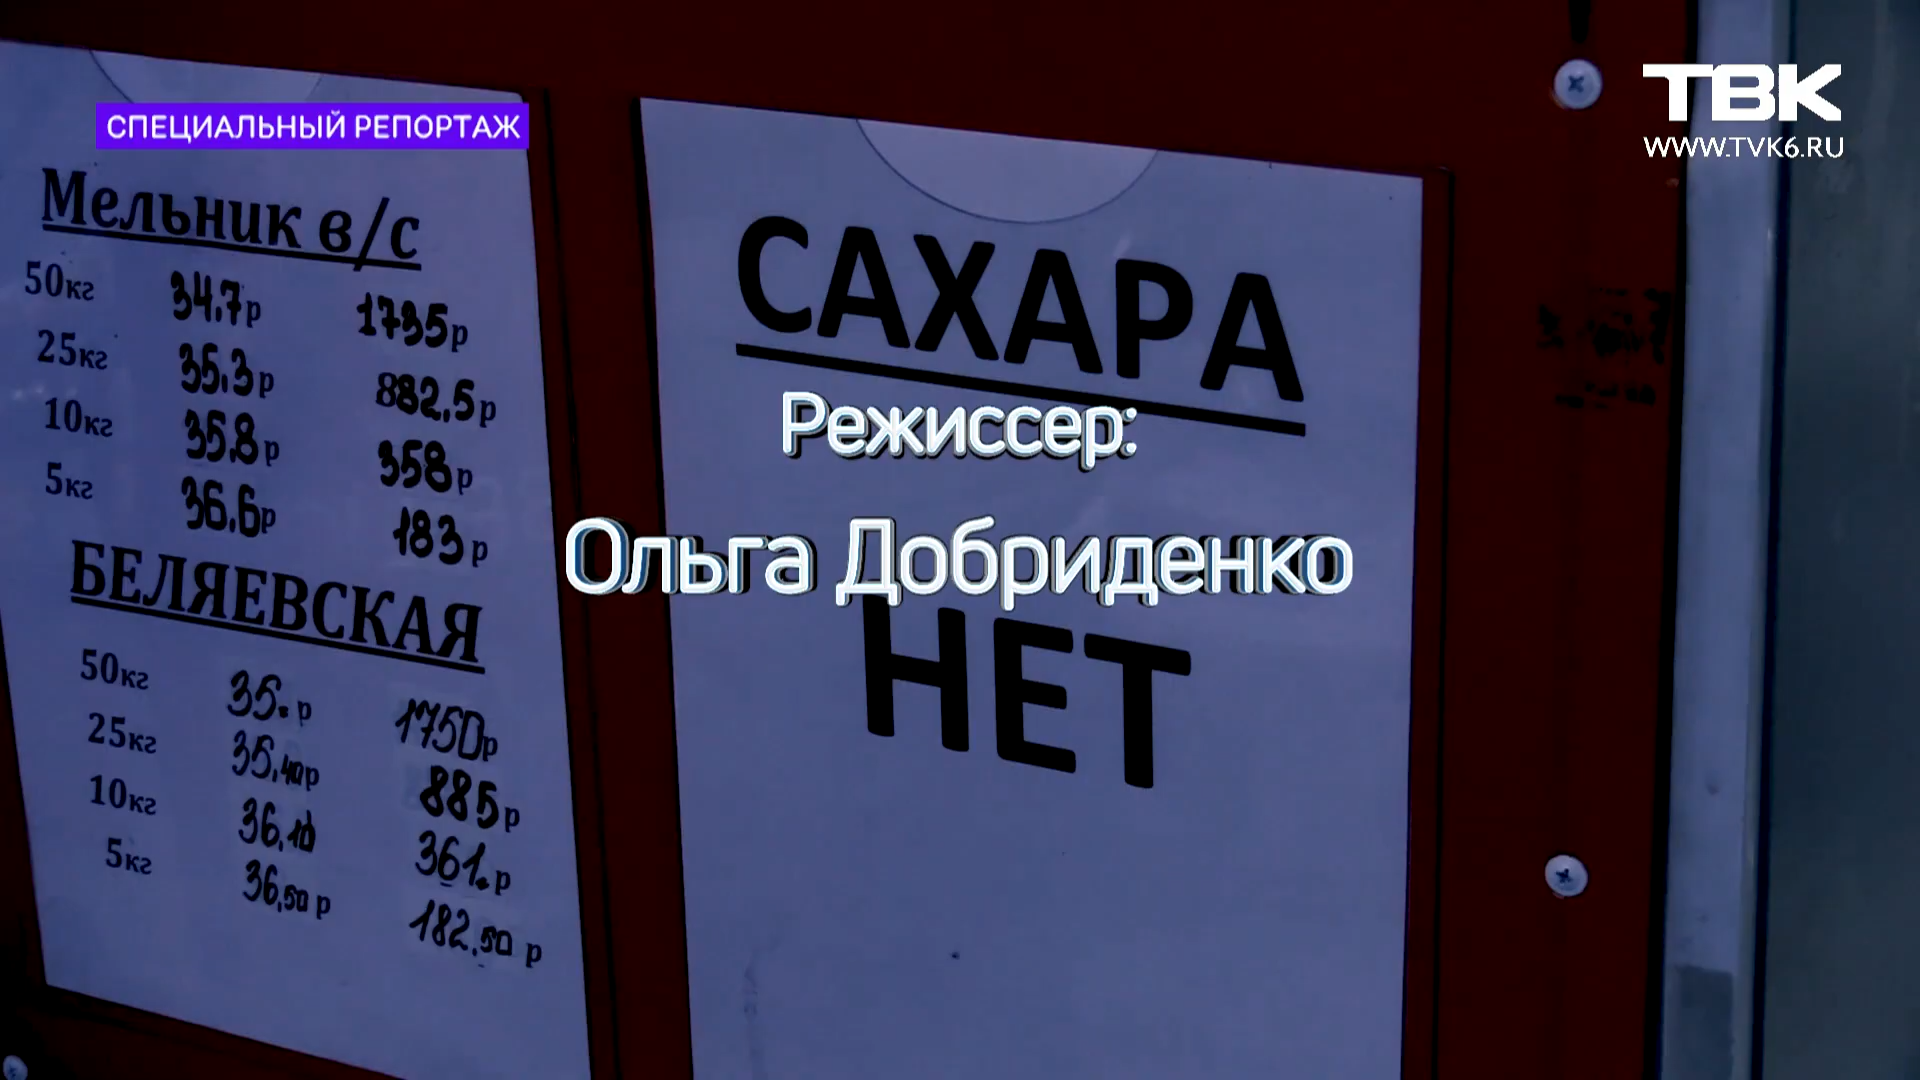 СПЕЦИАЛЬНЫЙ РЕПОРТАЖ
ТВК
WWW.TVK6.RU
Мельник в/с
50кг 34.7р 1735р
25кг 35.3р 882,5р
10кг 35.8р 358р
5кг 36.6р 183р
БЕЛЯЕВСКАЯ
50кг 35.р 1750р
25кг 35,40р 885р
10кг 36,10 361.р
5кг 36,50р 182,50р
САХАРА
Режиссер:
Ольга Добриденко
НЕТ